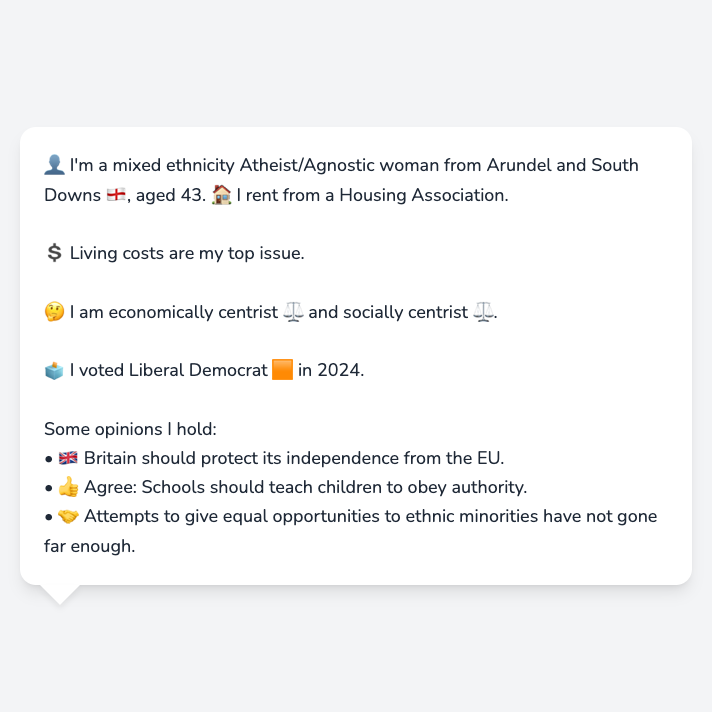 👤 I'm a mixed ethnicity Atheist/Agnostic woman from Arundel and South
Downs 🏴󠁧󠁢󠁥󠁮󠁧󠁿, aged 43. 🏠 I rent from a Housing Association.
💲 Living costs are my top issue.
🤔 I am economically centrist ⚖️ and socially centrist ⚖️.
🗳️ I voted Liberal Democrat 🟧 in 2024.
Some opinions I hold:
• 🇬🇧 Britain should protect its independence from the EU.
• 👍 Agree: Schools should teach children to obey authority.
• 🤝 Attempts to give equal opportunities to ethnic minorities have not gone
far enough.